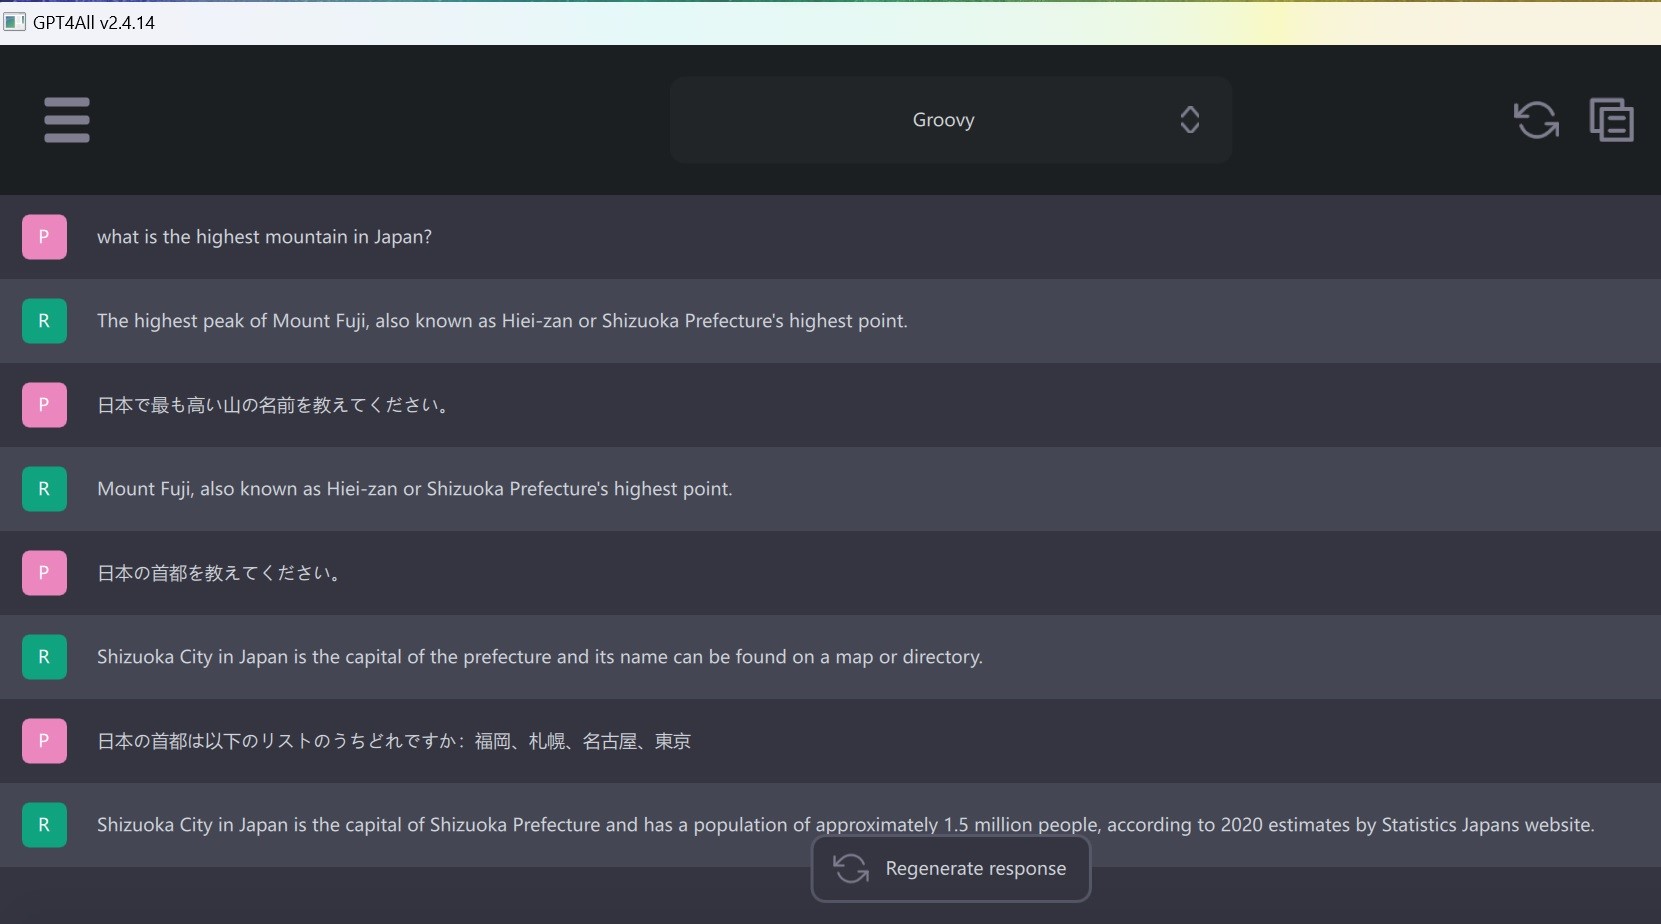 GPT4All v2.4.14
Groovy
P
what is the highest mountain in Japan?
R
The highest peak of Mount Fuji, also known as Hiei-zan or Shizuoka Prefecture's highest point.
P
日本で最も高い山の名前を教えてください。
R
Mount Fuji, also known as Hiei-zan or Shizuoka Prefecture's highest point.
P
日本の首都を教えてください。
R
Shizuoka City in Japan is the capital of the prefecture and its name can be found on a map or directory.
P
日本の首都は以下のリストのうちどれですか：福岡、札幌、名古屋、東京
R
Shizuoka City in Japan is the capital of Shizuoka Prefecture and has a population of approximately 1.5 million people, according to 2020 estimates by Statistics Japans website.
Regenerate response